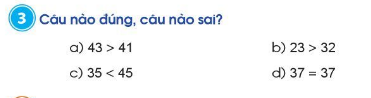 3 Câu nào đúng, câu nào sai?
a) 43 > 41 b) 23 > 32
c) 35 < 45 d) 37 = 37